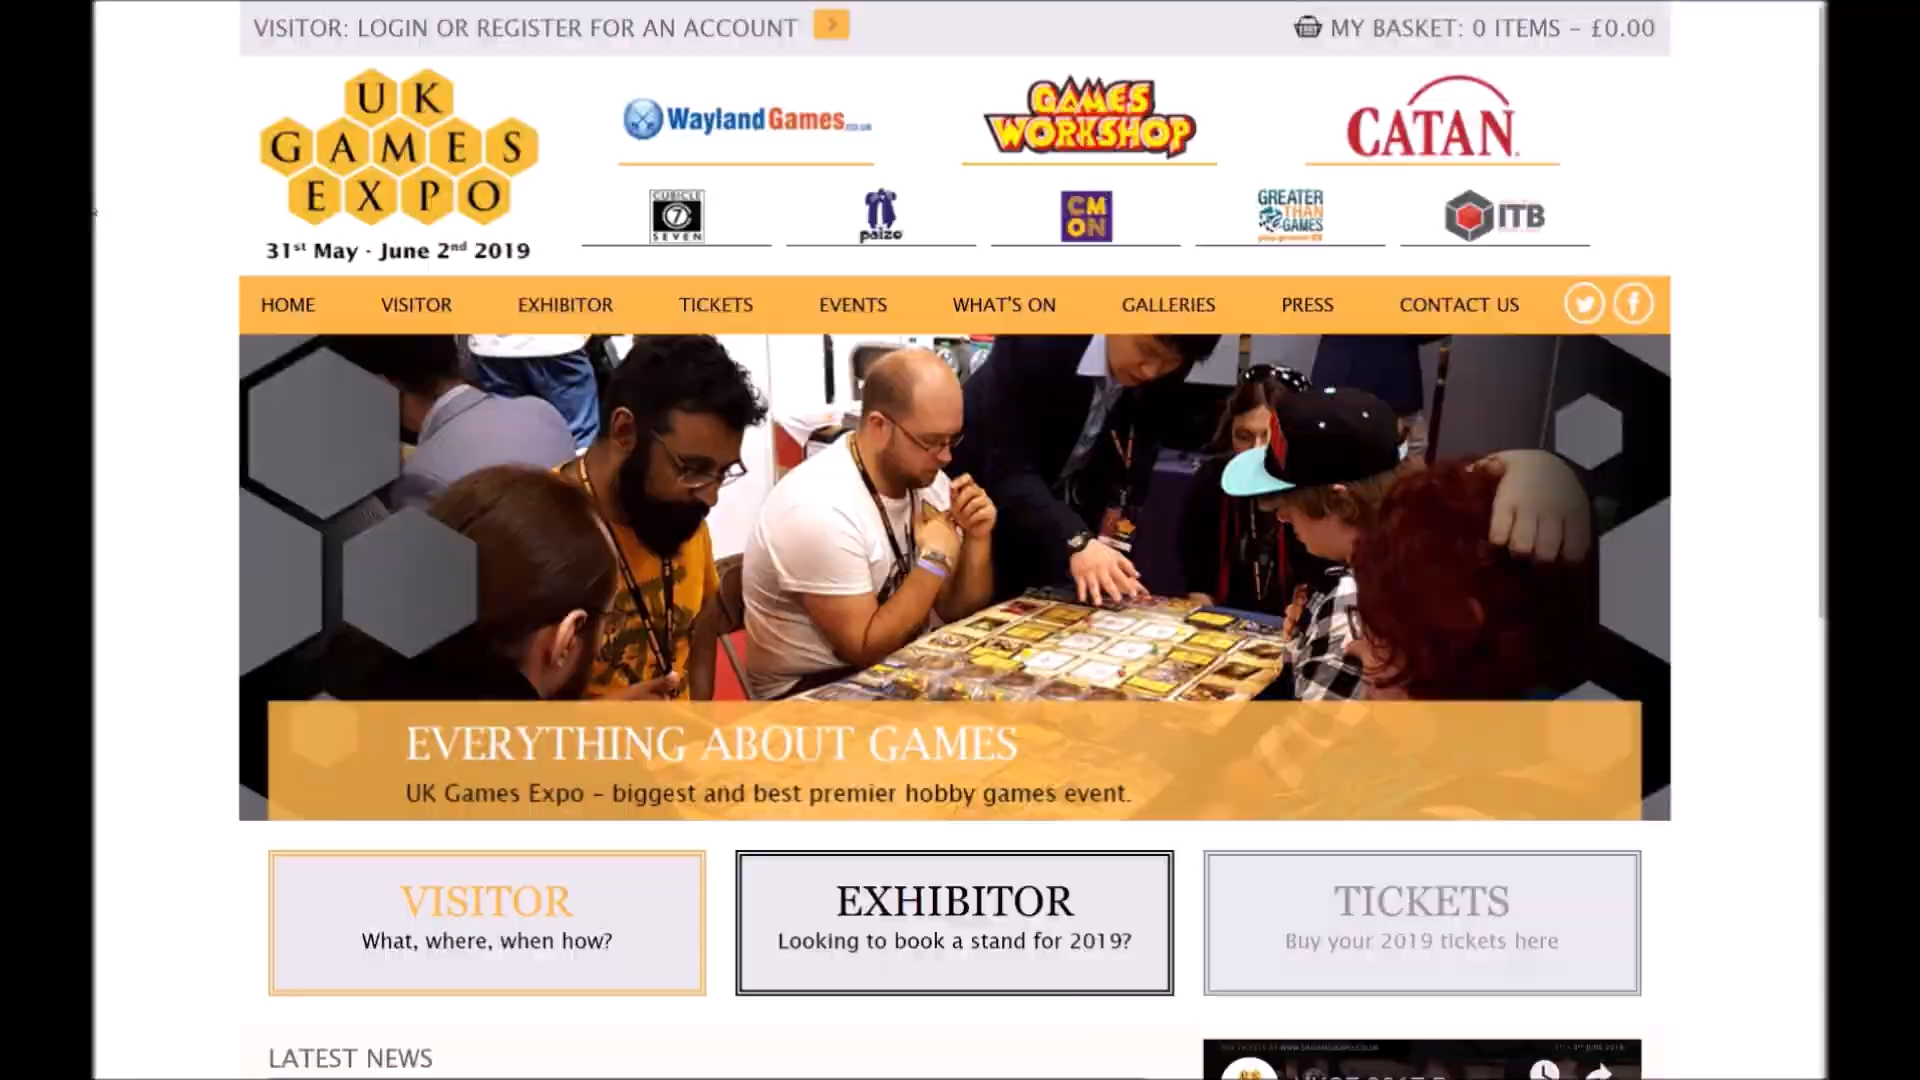 VISITOR: LOGIN OR REGISTER FOR AN ACCOUNT
MY BASKET: 0 ITEMS – £0.00
UK
GAMES
EXPO
31st May - June 2nd 2019
Wayland Games
GAMES
WORKSHOP
CATAN
CUBICLE
7
SEVEN
paizo
CM
ON
GREATER
THAN
GAMES
ITB
HOME
VISITOR
EXHIBITOR
TICKETS
EVENTS
WHAT'S ON
GALLERIES
PRESS
CONTACT US
EVERYTHING ABOUT GAMES
UK Games Expo – biggest and best premier hobby games event.
VISITOR
What, where, when how?
EXHIBITOR
Looking to book a stand for 2019?
TICKETS
Buy your 2019 tickets here
LATEST NEWS